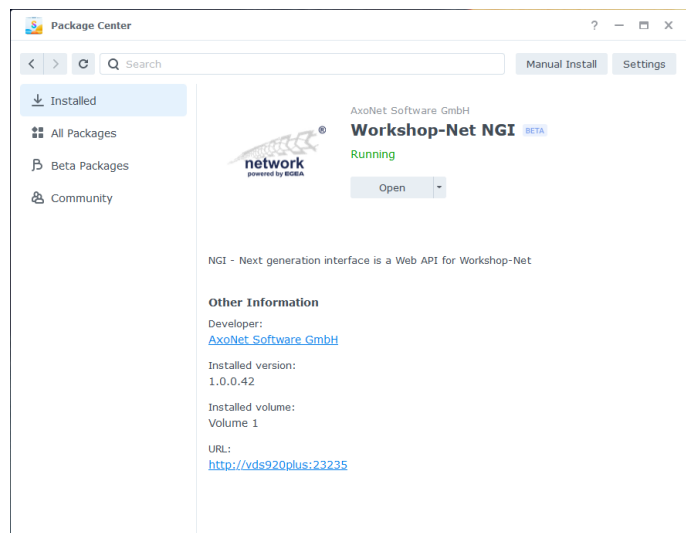 Package Center
?
Search
Manual Install
Settings
Installed
All Packages
Beta Packages
Community
network
powered by EGEA
®
AxoNet Software GmbH
Workshop-Net NGI BETA
Running
Open
NGI - Next generation interface is a Web API for Workshop-Net
Other Information
Developer:
AxoNet Software GmbH
Installed version:
1.0.0.42
Installed volume:
Volume 1
URL:
http://vds920plus:23235